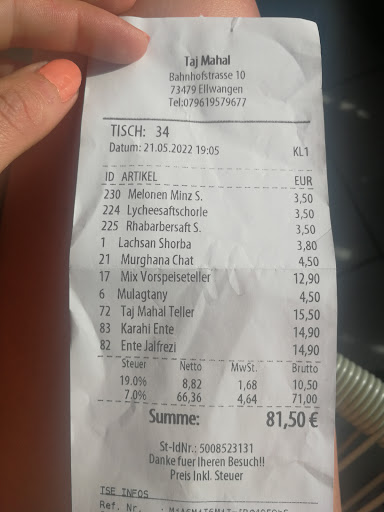 Taj Mahal
Bahnhofstrasse 10
73479 Ellwangen
Tel:079619579677
TISCH: 34
Datum: 21.05.2022 19:05 KL1
ID ARTIKEL EUR
230 Melonen Minz S. 3,50
224 Lycheesaftschorle 3,50
225 Rhabarbersaft S. 3,50
1 Lachsan Shorba 3,80
21 Murghana Chat 4,50
17 Mix Vorspeiseteller 12,90
6 Mulagtany 4,50
72 Taj Mahal Teller 15,50
83 Karahi Ente 14,90
82 Ente Jalfrezi 14,90
Steuer Netto MwSt. Brutto
19.0% 8,82 1,68 10,50
7.0% 66,36 4,64 71,00
Summe: 81,50 €
St-IdNr.: 5008523131
Danke fuer Iheren Besuch!!
Preis Inkl. Steuer
TSE INFOS
Ref. Nr. :